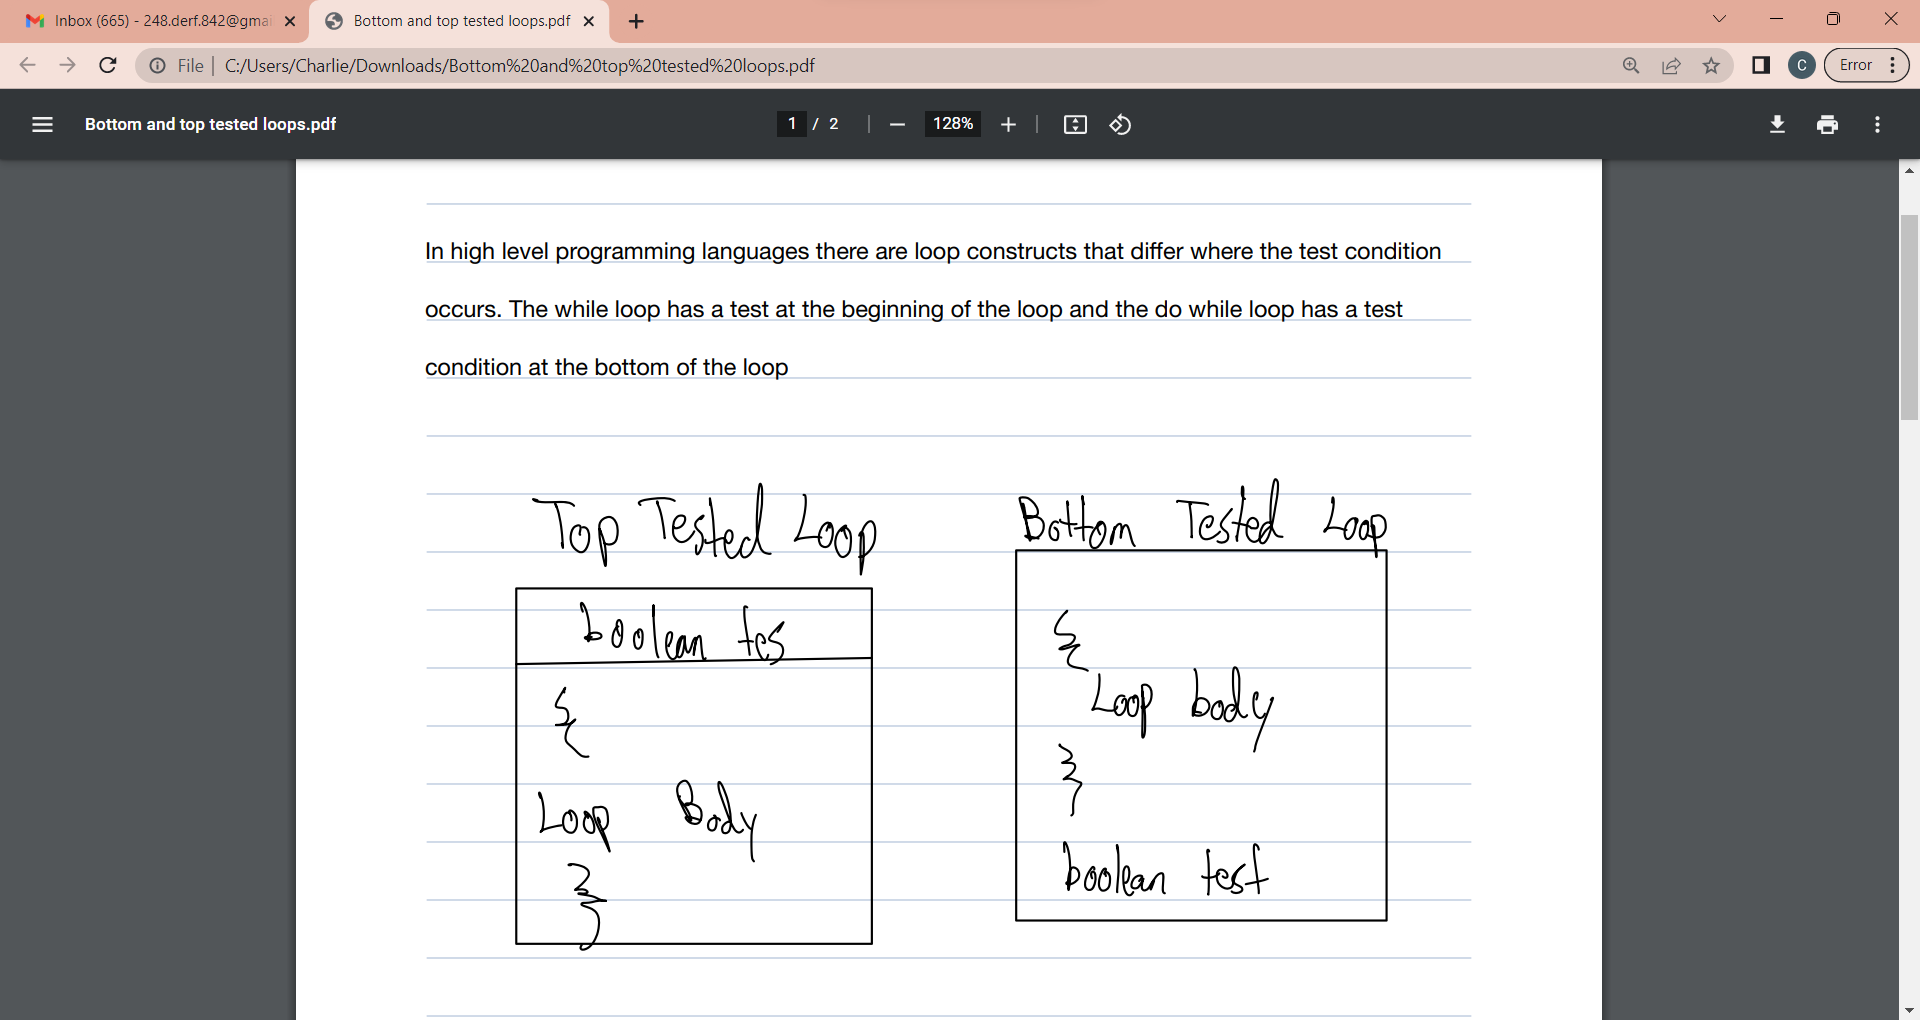 Inbox (665) - 248.derf.842@gmai
Bottom and top tested loops.pdf
File | C:/Users/Charlie/Downloads/Bottom%20and%20top%20tested%20loops.pdf
C
Error
Bottom and top tested loops.pdf
1 / 2
128%
In high level programming languages there are loop constructs that differ where the test condition
occurs. The while loop has a test at the beginning of the loop and the do while loop has a test
condition at the bottom of the loop
Top Tested Loop
boolean tes
{
Loop Body
}
Bottom Tested Loop
{
Loop body
}
boolean test